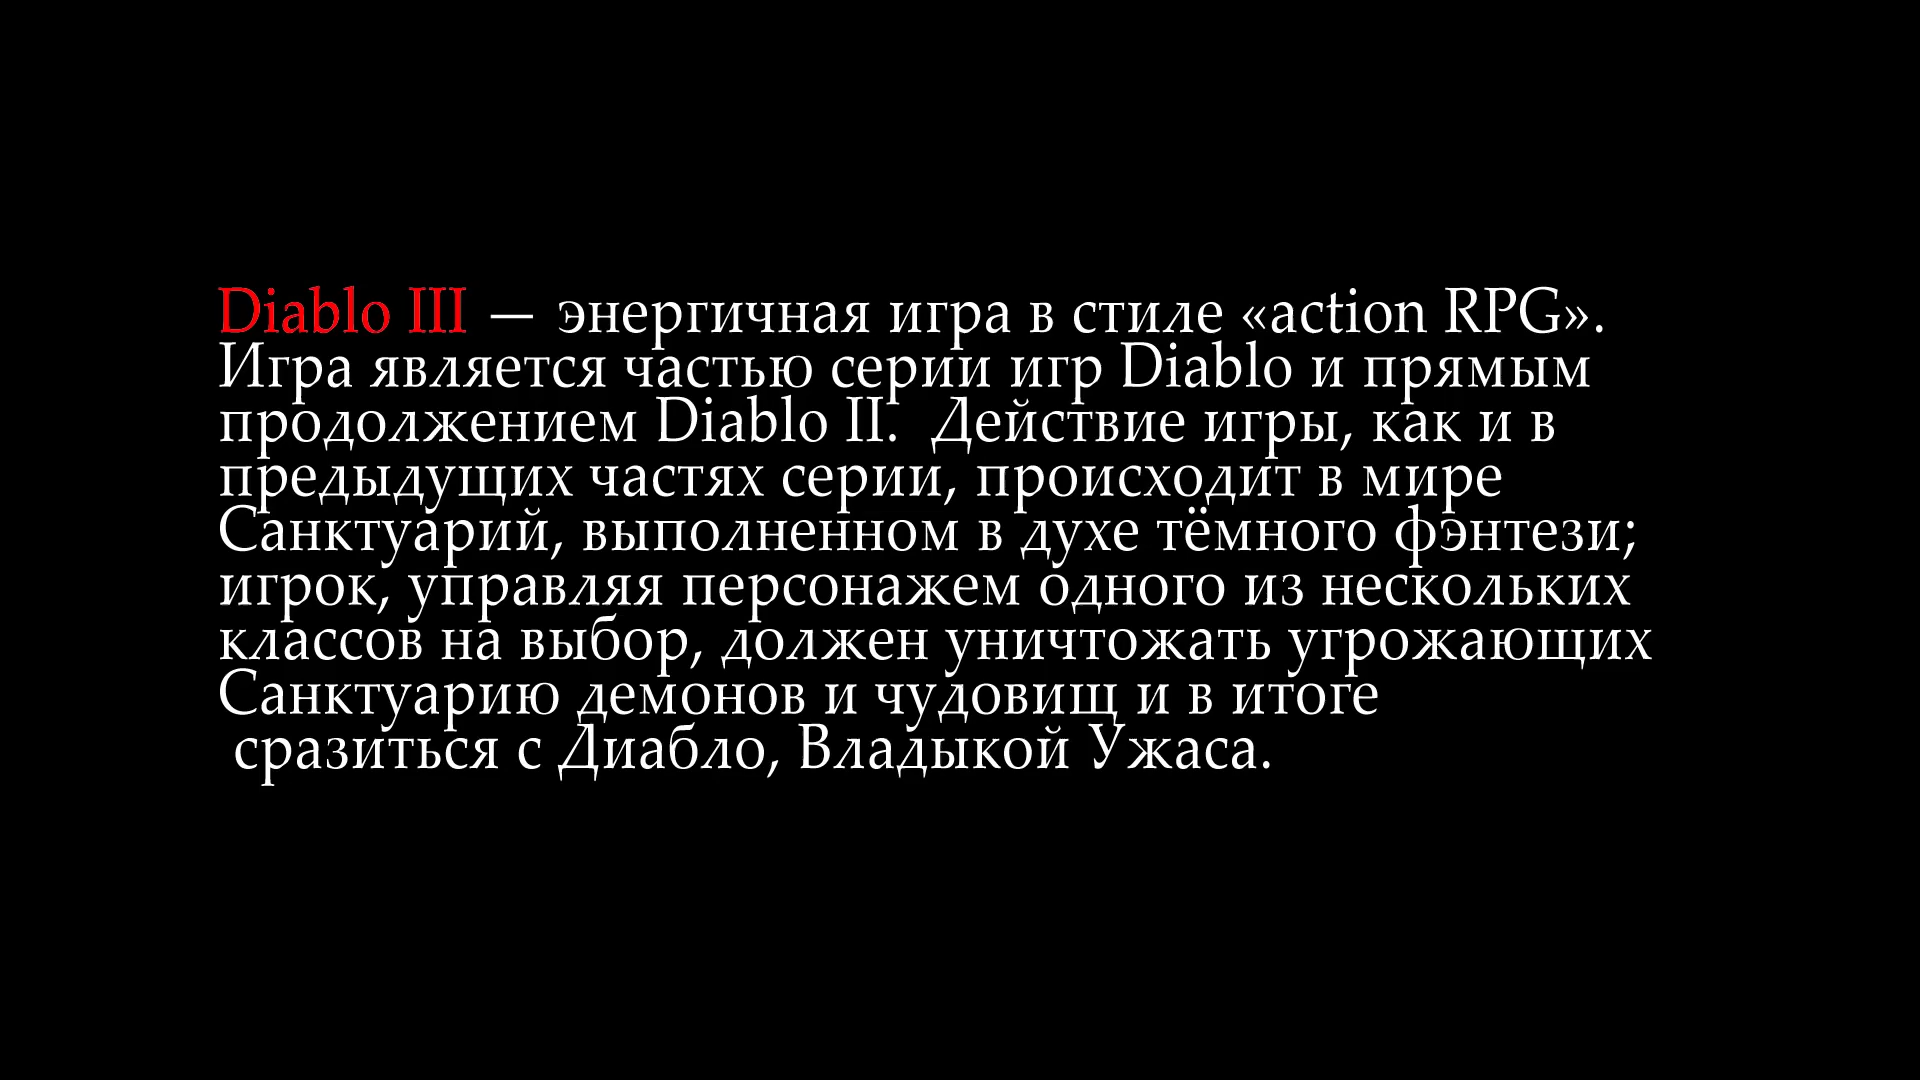 Diablo III — энергичная игра в стиле «action RPG».
Игра является частью серии игр Diablo и прямым
продолжением Diablo II.  Действие игры, как и в
предыдущих частях серии, происходит в мире
Санктуарий, выполненном в духе тёмного фэнтези;
игрок, управляя персонажем одного из нескольких
классов на выбор, должен уничтожать угрожающих
Санктуарию демонов и чудовищ и в итоге
сразиться с Диабло, Владыкой Ужаса.